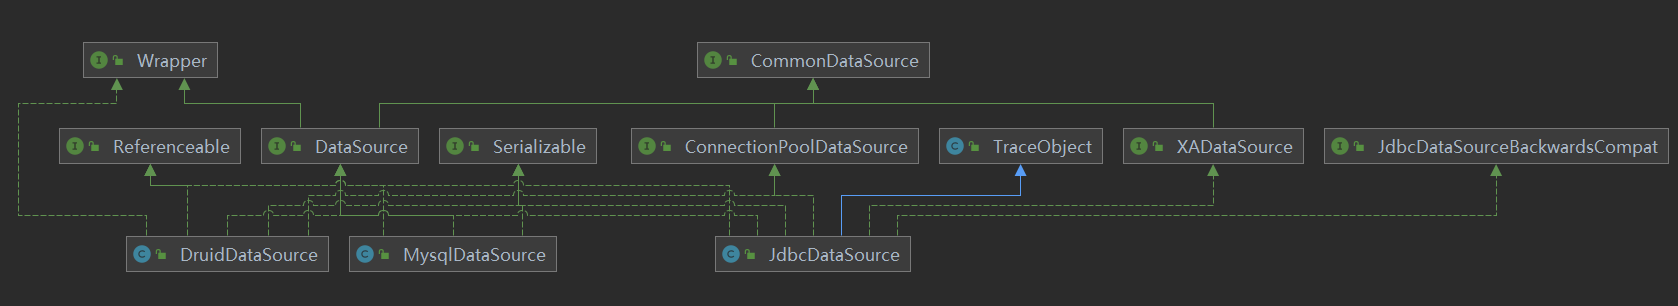 Wrapper
CommonDataSource
Referenceable
DataSource
Serializable
ConnectionPoolDataSource
TraceObject
XADataSource
JdbcDataSourceBackwardsCompat
DruidDataSource
MysqlDataSource
JdbcDataSource